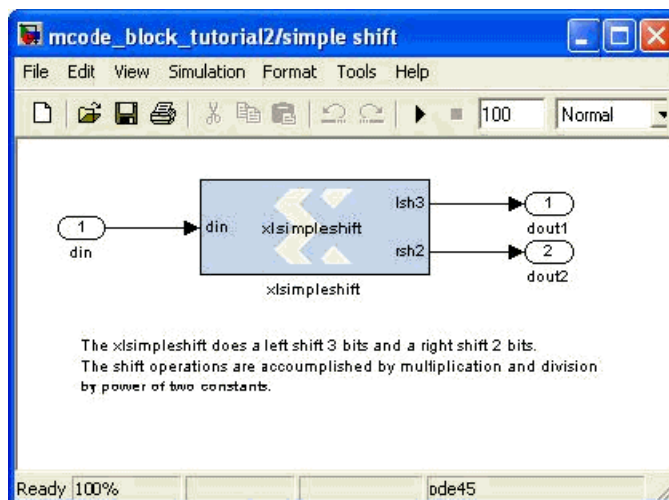 mcode_block_tutorial2/simple shift
File Edit View Simulation Format Tools Help
100 Normal
1
din
din
xlsimpleshift
lsh3
rsh2
xlsimpleshift
1
dout1
2
dout2
The xlsimpleshift does a left shift 3 bits and a right shift 2 bits.
The shift operations are accoumplished by multiplication and division
by power of two constants.
Ready 100% ode45